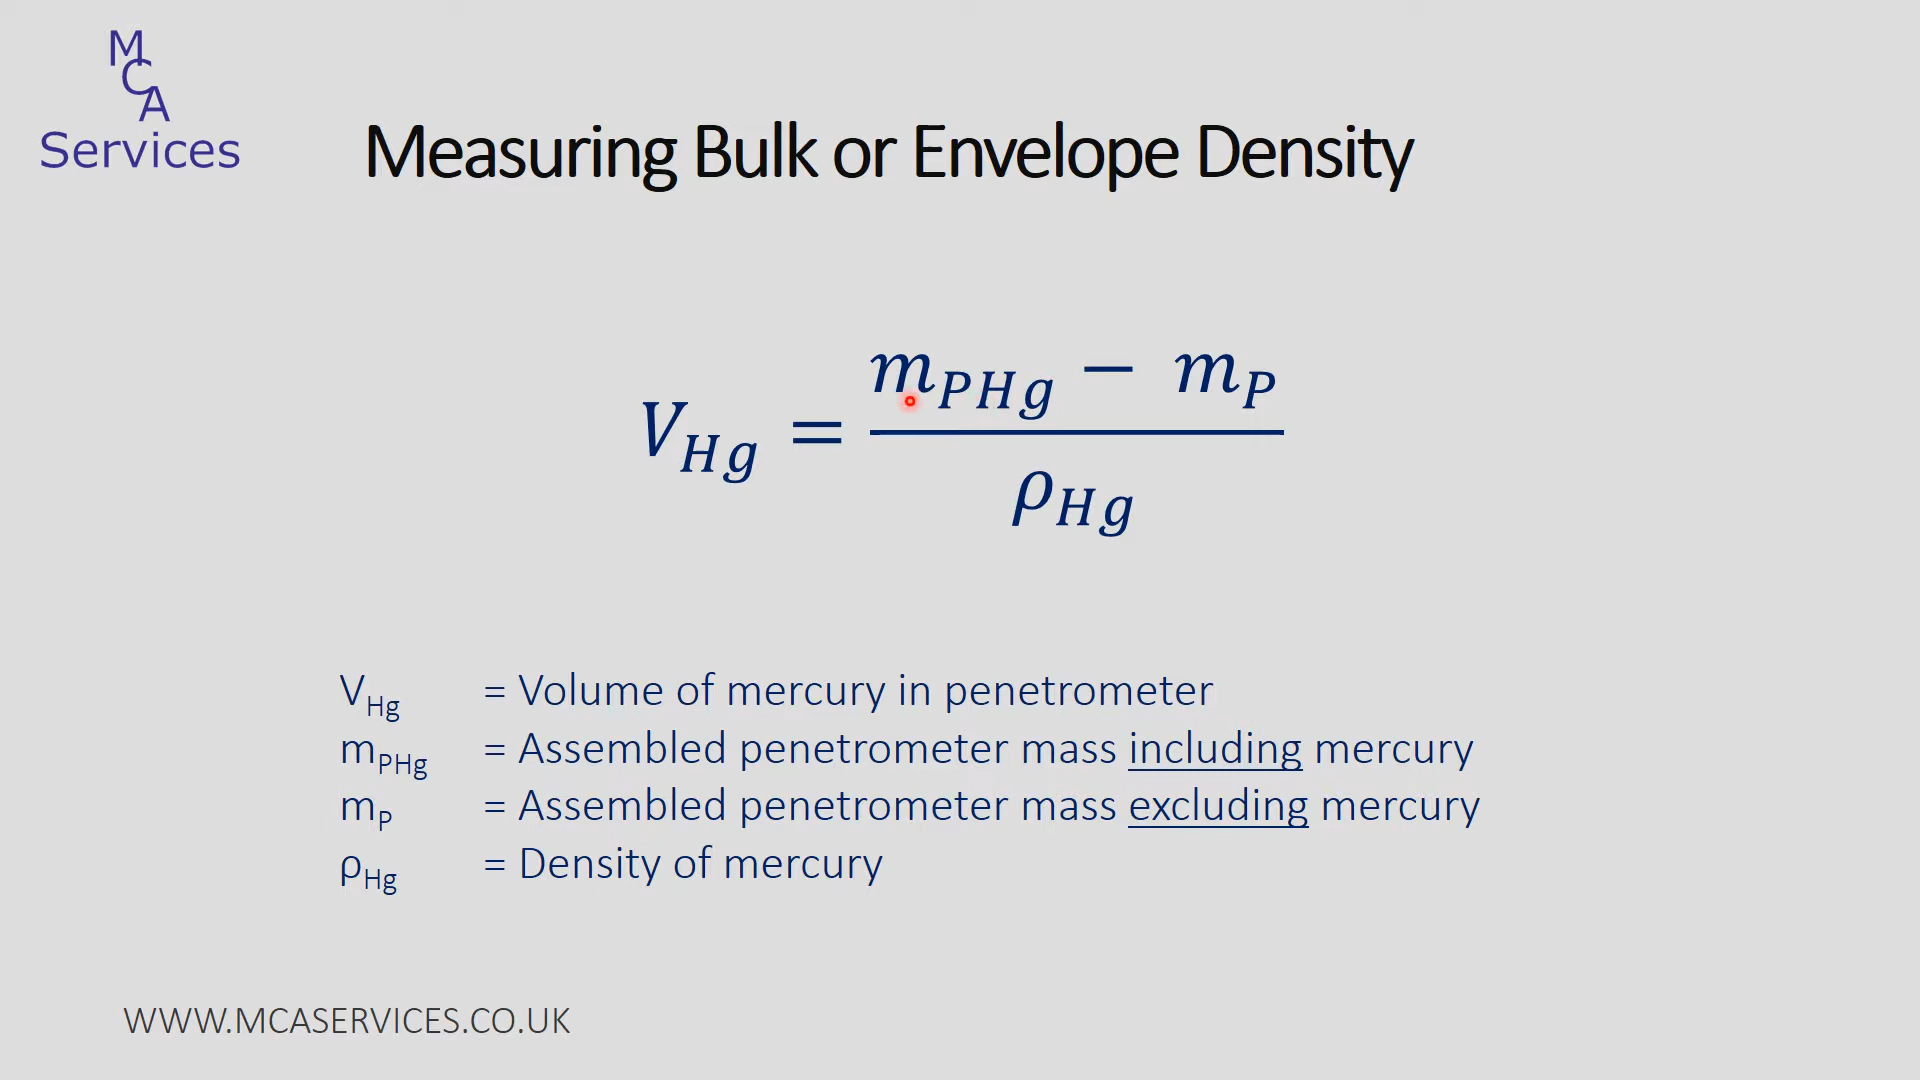 M
C
A
Services
Measuring Bulk or Envelope Density
V_Hg = (m_PHg − m_P) / ρ_Hg
V_Hg = Volume of mercury in penetrometer
m_PHg = Assembled penetrometer mass including mercury
m_P = Assembled penetrometer mass excluding mercury
ρ_Hg = Density of mercury
WWW.MCASERVICES.CO.UK